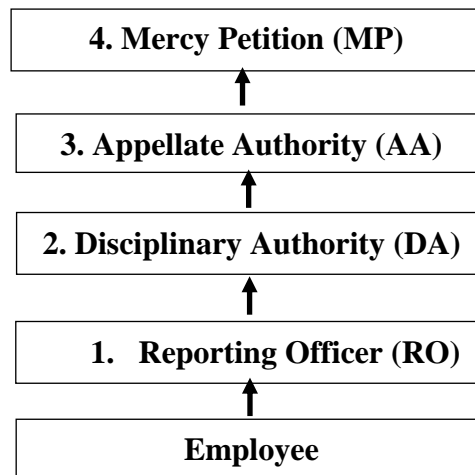 4. Mercy Petition (MP)
3. Appellate Authority (AA)
2. Disciplinary Authority (DA)
1. Reporting Officer (RO)
Employee